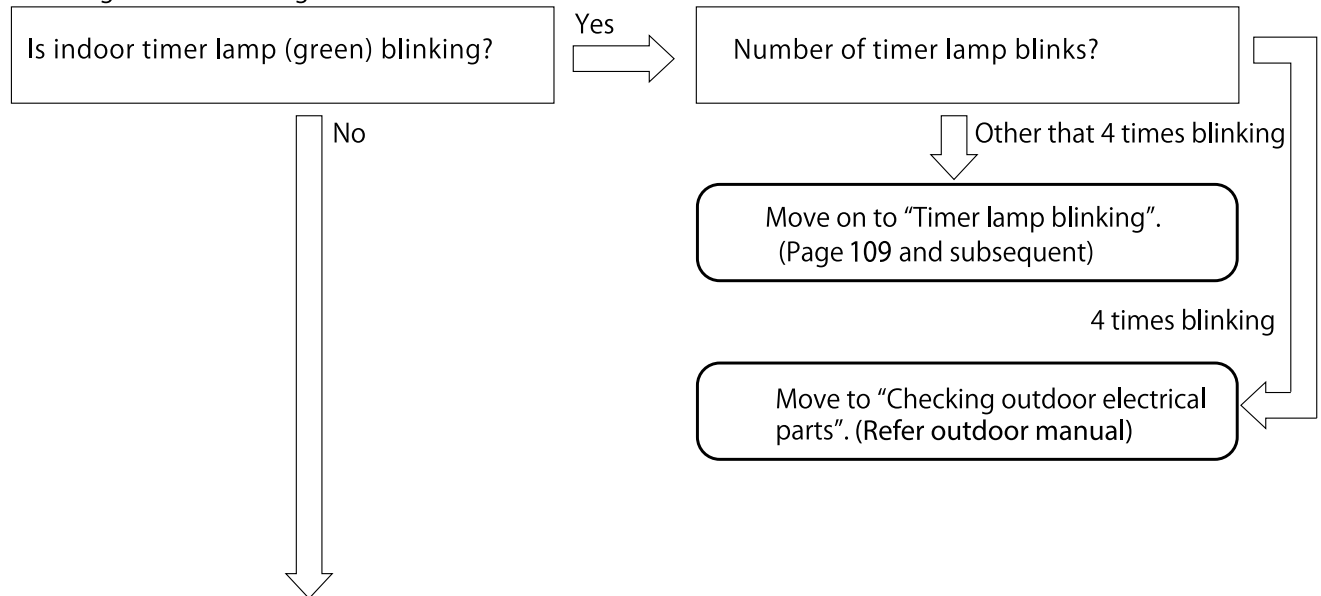 Is indoor timer lamp (green) blinking?
Yes
Number of timer lamp blinks?
No
Other that 4 times blinking
Move on to “Timer lamp blinking”.
(Page 109 and subsequent)
4 times blinking
Move to “Checking outdoor electrical
parts”. (Refer outdoor manual)